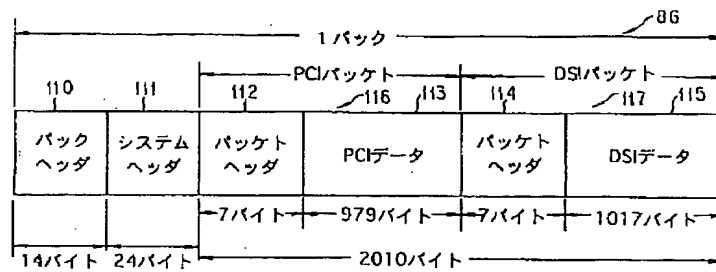 86
1パック
PCIパケット
DSIパケット
110
111
112
116
113
114
117
115
パック
ヘッダ
システム
ヘッダ
パケット
ヘッダ
PCIデータ
パケット
ヘッダ
DSIデータ
7バイト
979バイト
7バイト
1017バイト
14バイト
24バイト
2010バイト